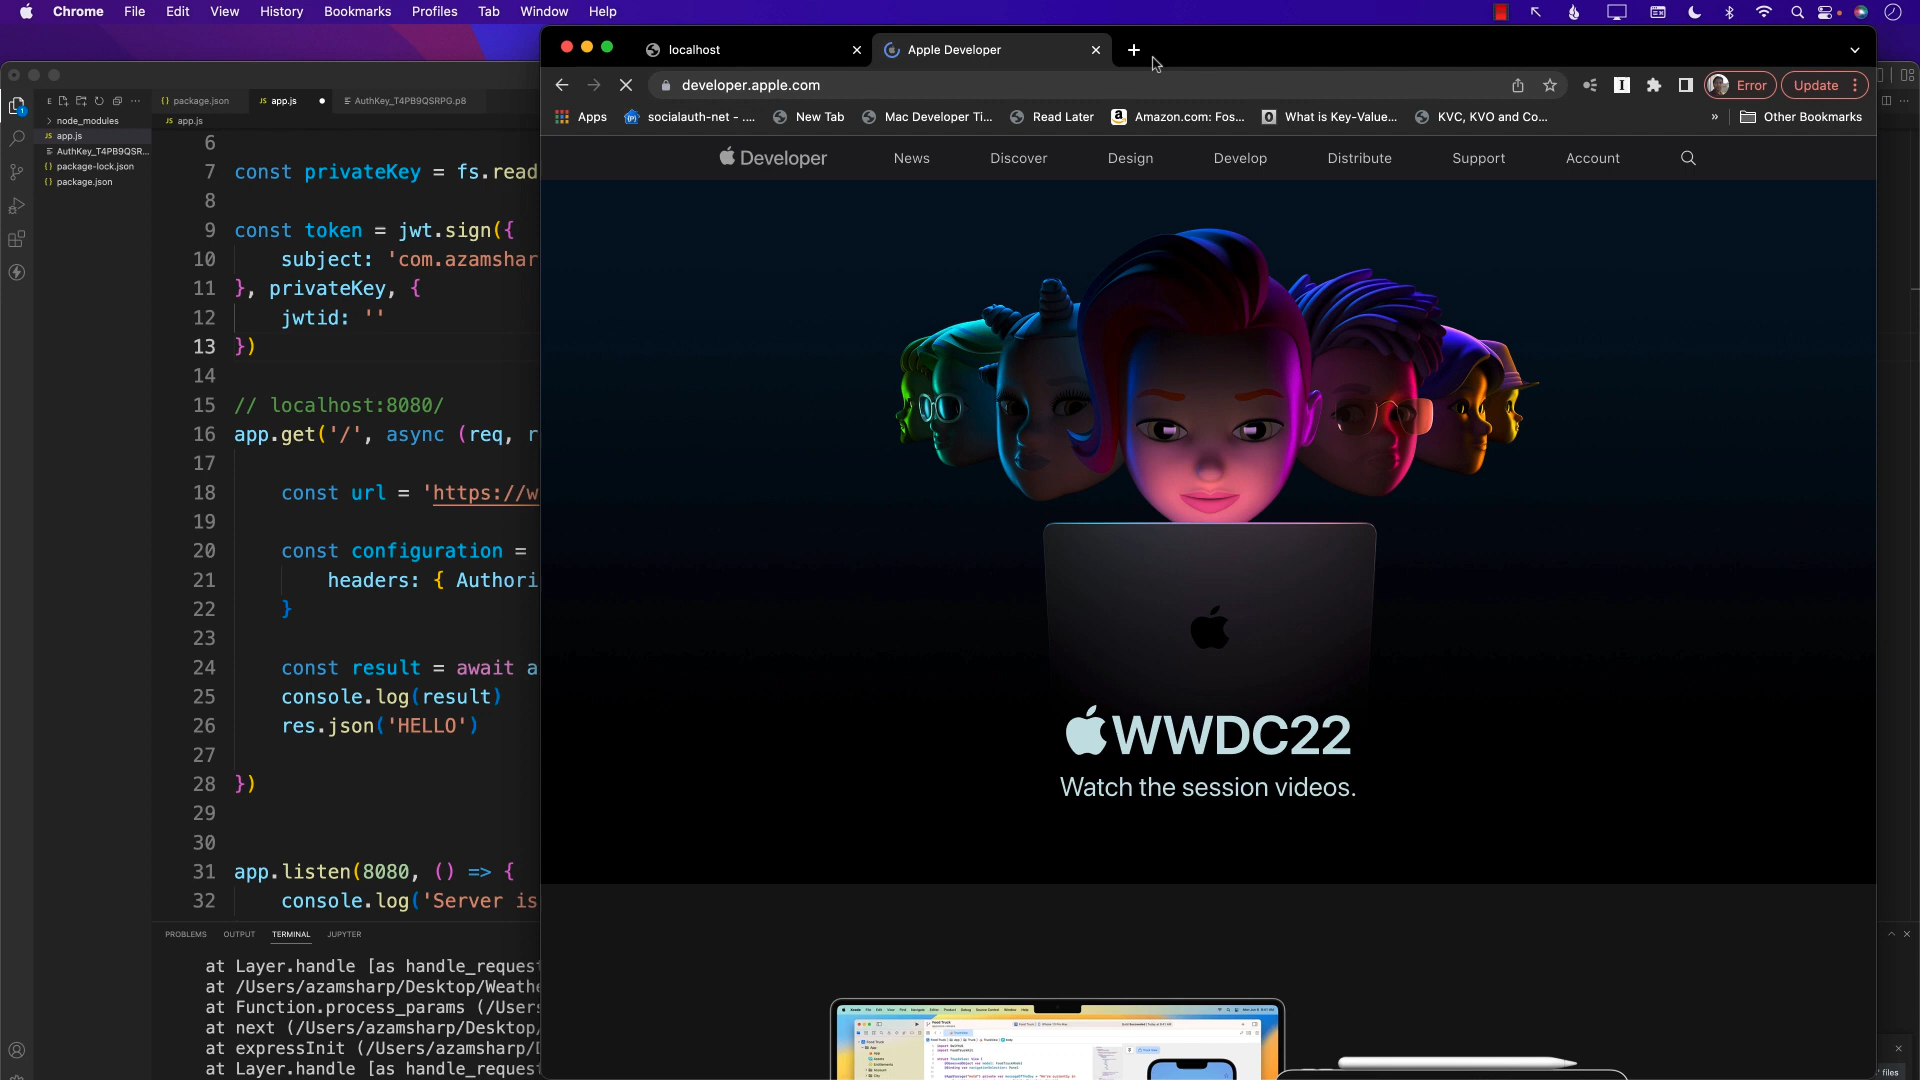 Chrome File Edit View History Bookmarks Profiles Tab Window Help
localhost
Apple Developer
developer.apple.com
Error
Update
Apps
socialauth-net - ....
New Tab
Mac Developer Ti...
Read Later
Amazon.com: Fos...
What is Key-Value...
KVC, KVO and Co...
»
Other Bookmarks
Developer
News
Discover
Design
Develop
Distribute
Support
Account
WWDC22
Watch the session videos.
E
node_modules
JS app.js
AuthKey_T4PB9QSR...
{} package-lock.json
{} package.json
{} package.json
JS app.js
AuthKey_T4PB9QSRPG.p8
JS app.js
6
7 const privateKey = fs.read
8
9 const token = jwt.sign({
10 subject: 'com.azamshar
11 }, privateKey, {
12 jwtid: ''
13 })
14
15 // localhost:8080/
16 app.get('/', async (req, r
17
18 const url = 'https://w
19
20 const configuration =
21 headers: { Authori
22 }
23
24 const result = await a
25 console.log(result)
26 res.json('HELLO')
27
28 })
29
30
31 app.listen(8080, () => {
32 console.log('Server is
PROBLEMS OUTPUT TERMINAL JUPYTER
at Layer.handle [as handle_request
at /Users/azamsharp/Desktop/Weathe
at Function.process_params (/Users
at next (/Users/azamsharp/Desktop/
at expressInit (/Users/azamsharp/D
at Layer.handle [as handle_request
files